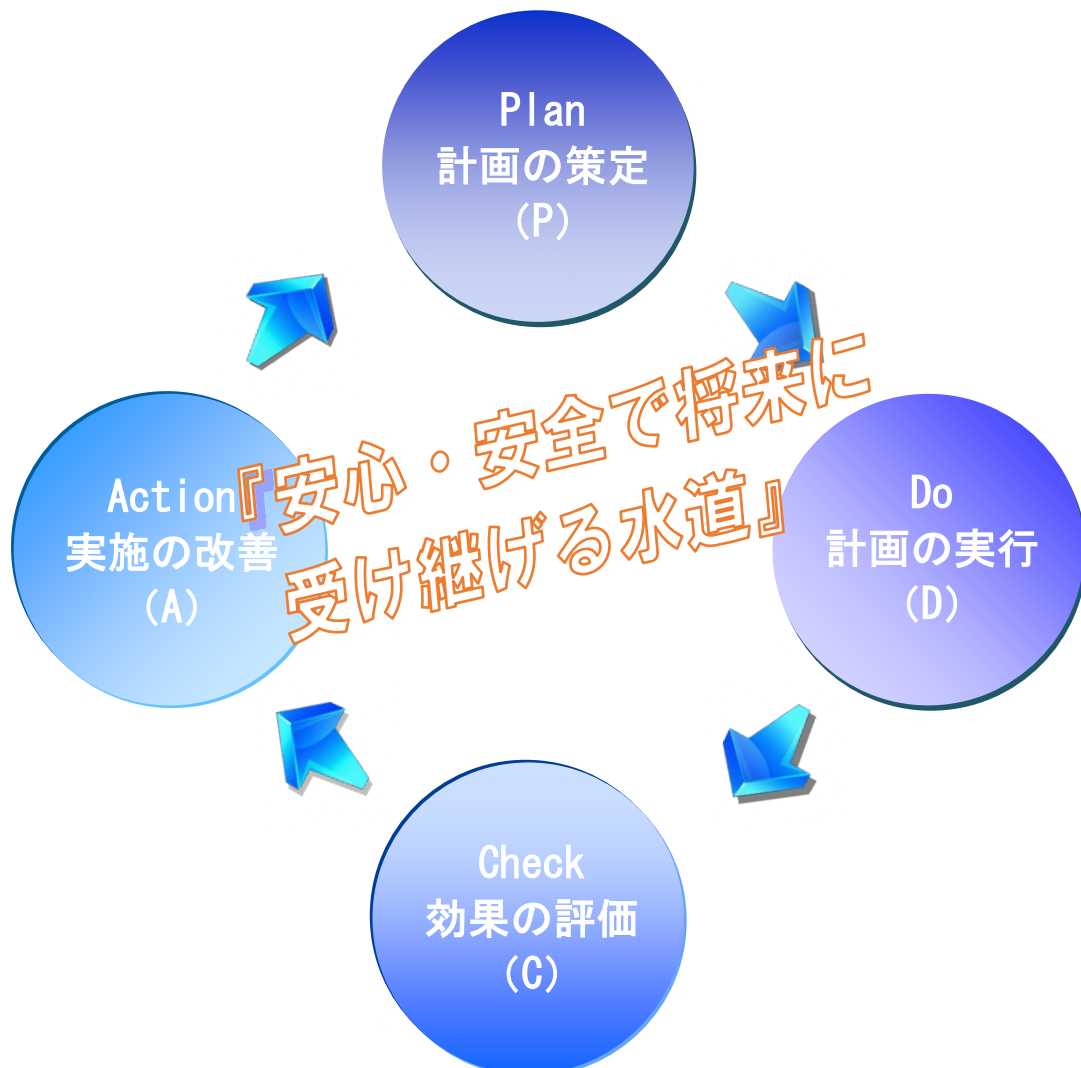 Plan
計画の策定
(P)
『安心・安全で将来に
受け継げる水道』
Action
実施の改善
(A)
Do
計画の実行
(D)
Check
効果の評価
(C)